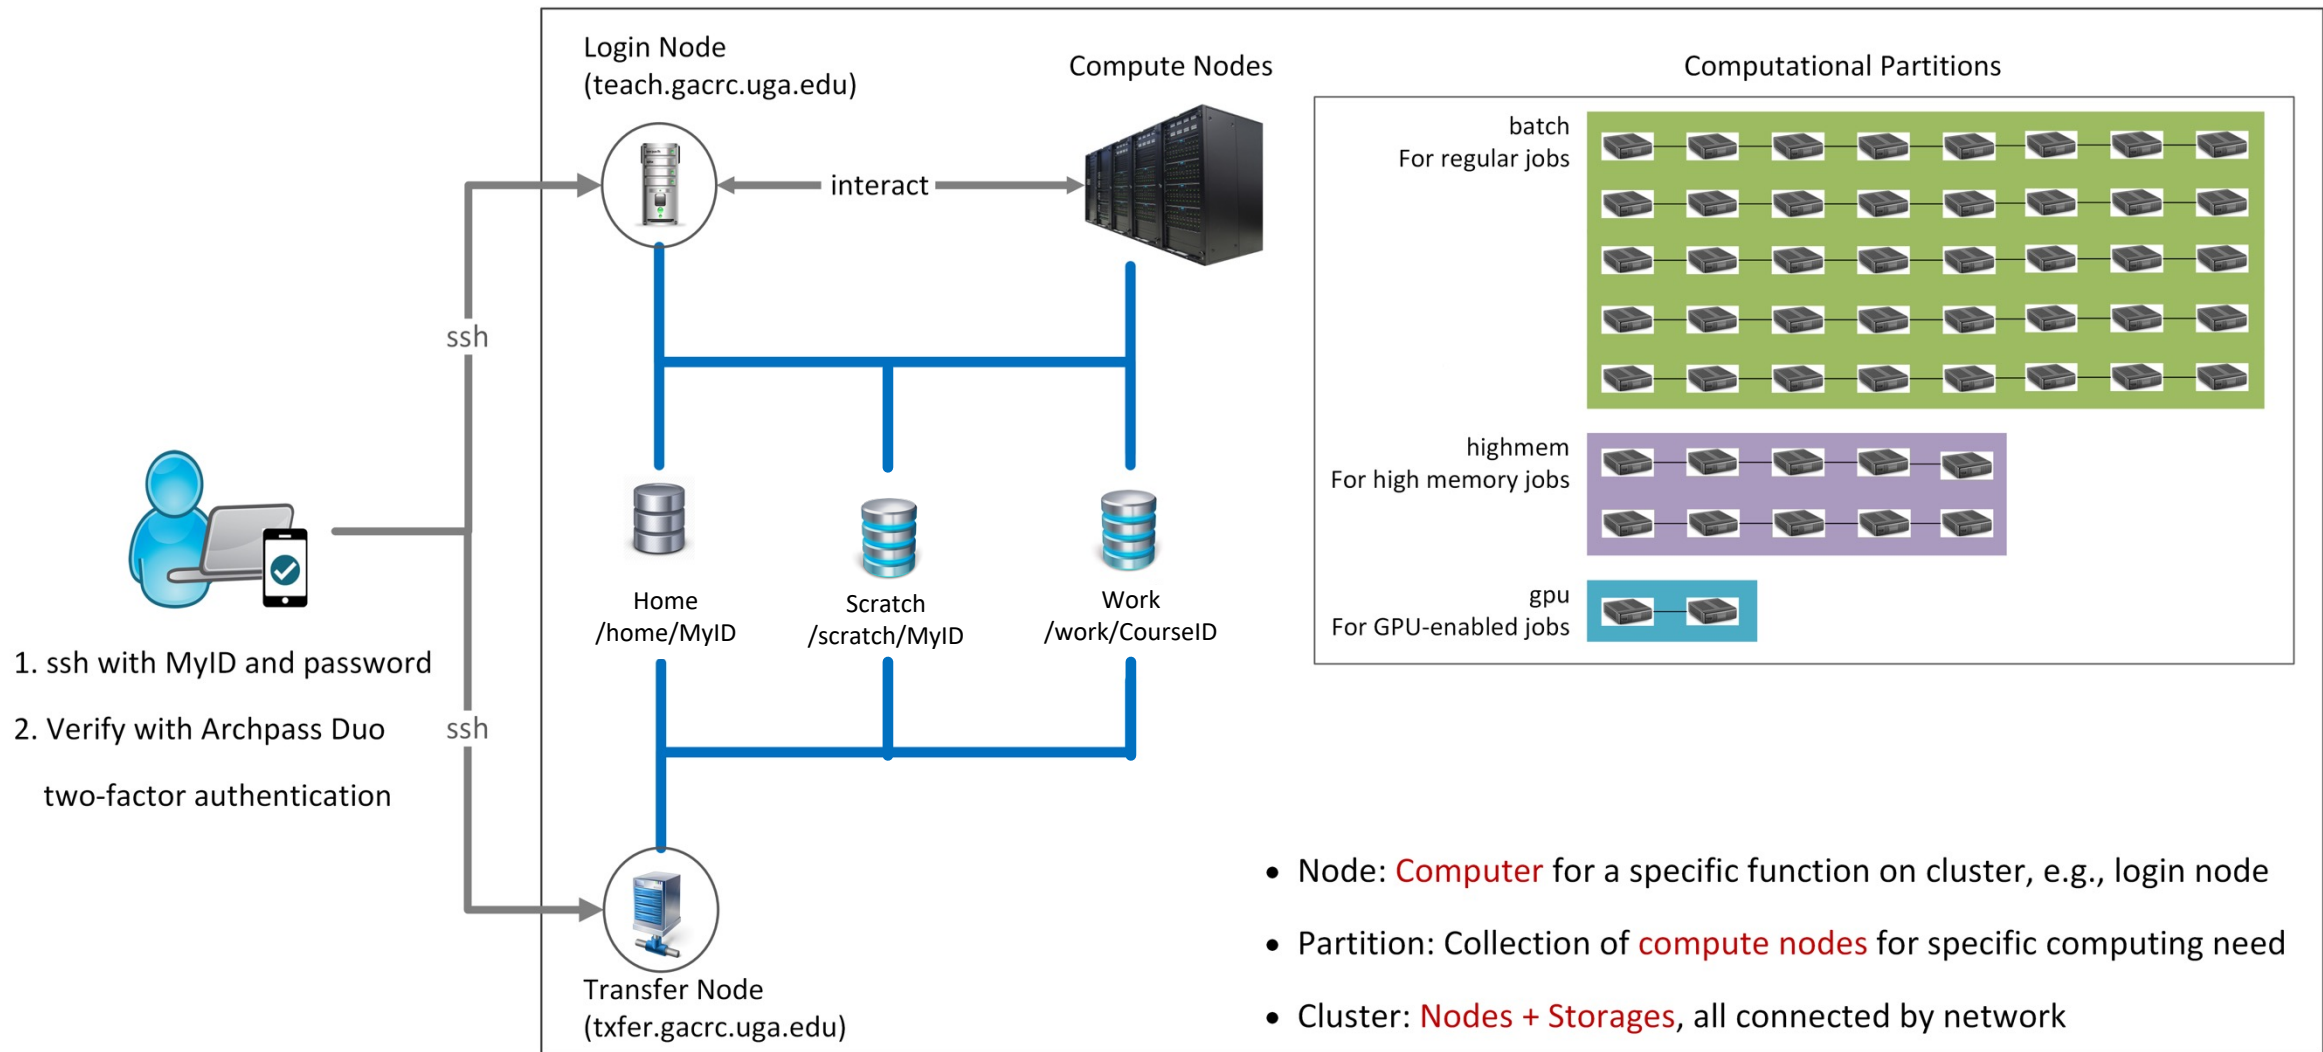 Login Node
(teach.gacrc.uga.edu)
Compute Nodes
Computational Partitions
interact
batch
For regular jobs
highmem
For high memory jobs
gpu
For GPU-enabled jobs
ssh
Home
/home/MyID
Scratch
/scratch/MyID
Work
/work/CourseID
1. ssh with MyID and password
2. Verify with Archpass Duo
two-factor authentication
ssh
Transfer Node
(txfer.gacrc.uga.edu)
• Node: Computer for a specific function on cluster, e.g., login node
• Partition: Collection of compute nodes for specific computing need
• Cluster: Nodes + Storages, all connected by network